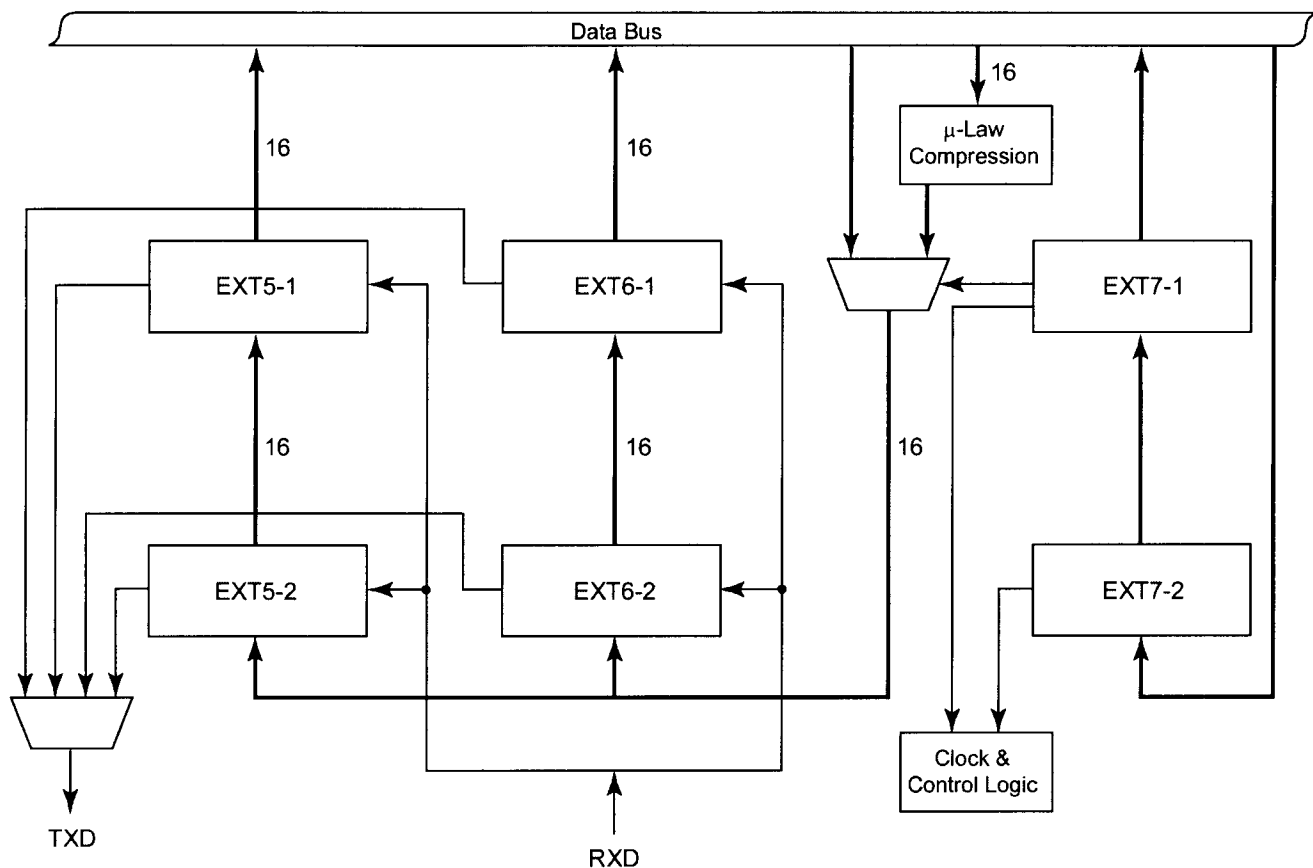 Data Bus
16
μ-Law
Compression
16
16
EXT5-1
EXT6-1
EXT7-1
16
16
16
EXT5-2
EXT6-2
EXT7-2
Clock &
Control Logic
TXD
RXD